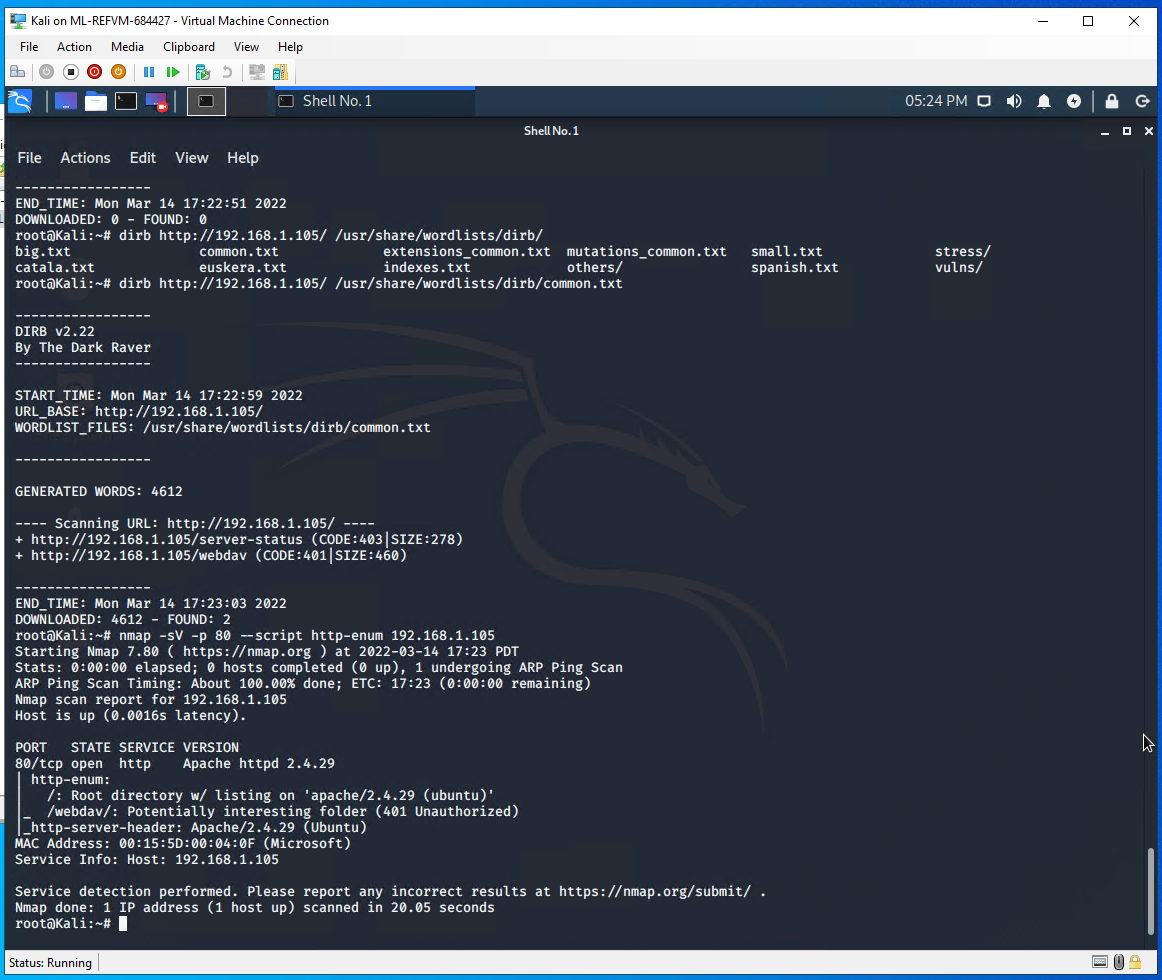 Kali on ML-REFVM-684427 - Virtual Machine Connection
File Action Media Clipboard View Help
Shell No. 1
05:24 PM
Shell No. 1
File Actions Edit View Help
-----------------
END_TIME: Mon Mar 14 17:22:51 2022
DOWNLOADED: 0 - FOUND: 0
root@Kali:~# dirb http://192.168.1.105/ /usr/share/wordlists/dirb/
big.txt common.txt extensions_common.txt mutations_common.txt small.txt stress/
catala.txt euskera.txt indexes.txt others/ spanish.txt vulns/
root@Kali:~# dirb http://192.168.1.105/ /usr/share/wordlists/dirb/common.txt
-----------------
DIRB v2.22
By The Dark Raver
-----------------
START_TIME: Mon Mar 14 17:22:59 2022
URL_BASE: http://192.168.1.105/
WORDLIST_FILES: /usr/share/wordlists/dirb/common.txt
-----------------
GENERATED WORDS: 4612
---- Scanning URL: http://192.168.1.105/ ----
+ http://192.168.1.105/server-status (CODE:403|SIZE:278)
+ http://192.168.1.105/webdav (CODE:401|SIZE:460)
-----------------
END_TIME: Mon Mar 14 17:23:03 2022
DOWNLOADED: 4612 - FOUND: 2
root@Kali:~# nmap -sV -p 80 --script http-enum 192.168.1.105
Starting Nmap 7.80 ( https://nmap.org ) at 2022-03-14 17:23 PDT
Stats: 0:00:00 elapsed; 0 hosts completed (0 up), 1 undergoing ARP Ping Scan
ARP Ping Scan Timing: About 100.00% done; ETC: 17:23 (0:00:00 remaining)
Nmap scan report for 192.168.1.105
Host is up (0.0016s latency).
PORT STATE SERVICE VERSION
80/tcp open http Apache httpd 2.4.29
| http-enum:
| /: Root directory w/ listing on 'apache/2.4.29 (ubuntu)'
|_ /webdav/: Potentially interesting folder (401 Unauthorized)
|_http-server-header: Apache/2.4.29 (Ubuntu)
MAC Address: 00:15:5D:00:04:0F (Microsoft)
Service Info: Host: 192.168.1.105
Service detection performed. Please report any incorrect results at https://nmap.org/submit/ .
Nmap done: 1 IP address (1 host up) scanned in 20.05 seconds
root@Kali:~#
Status: Running